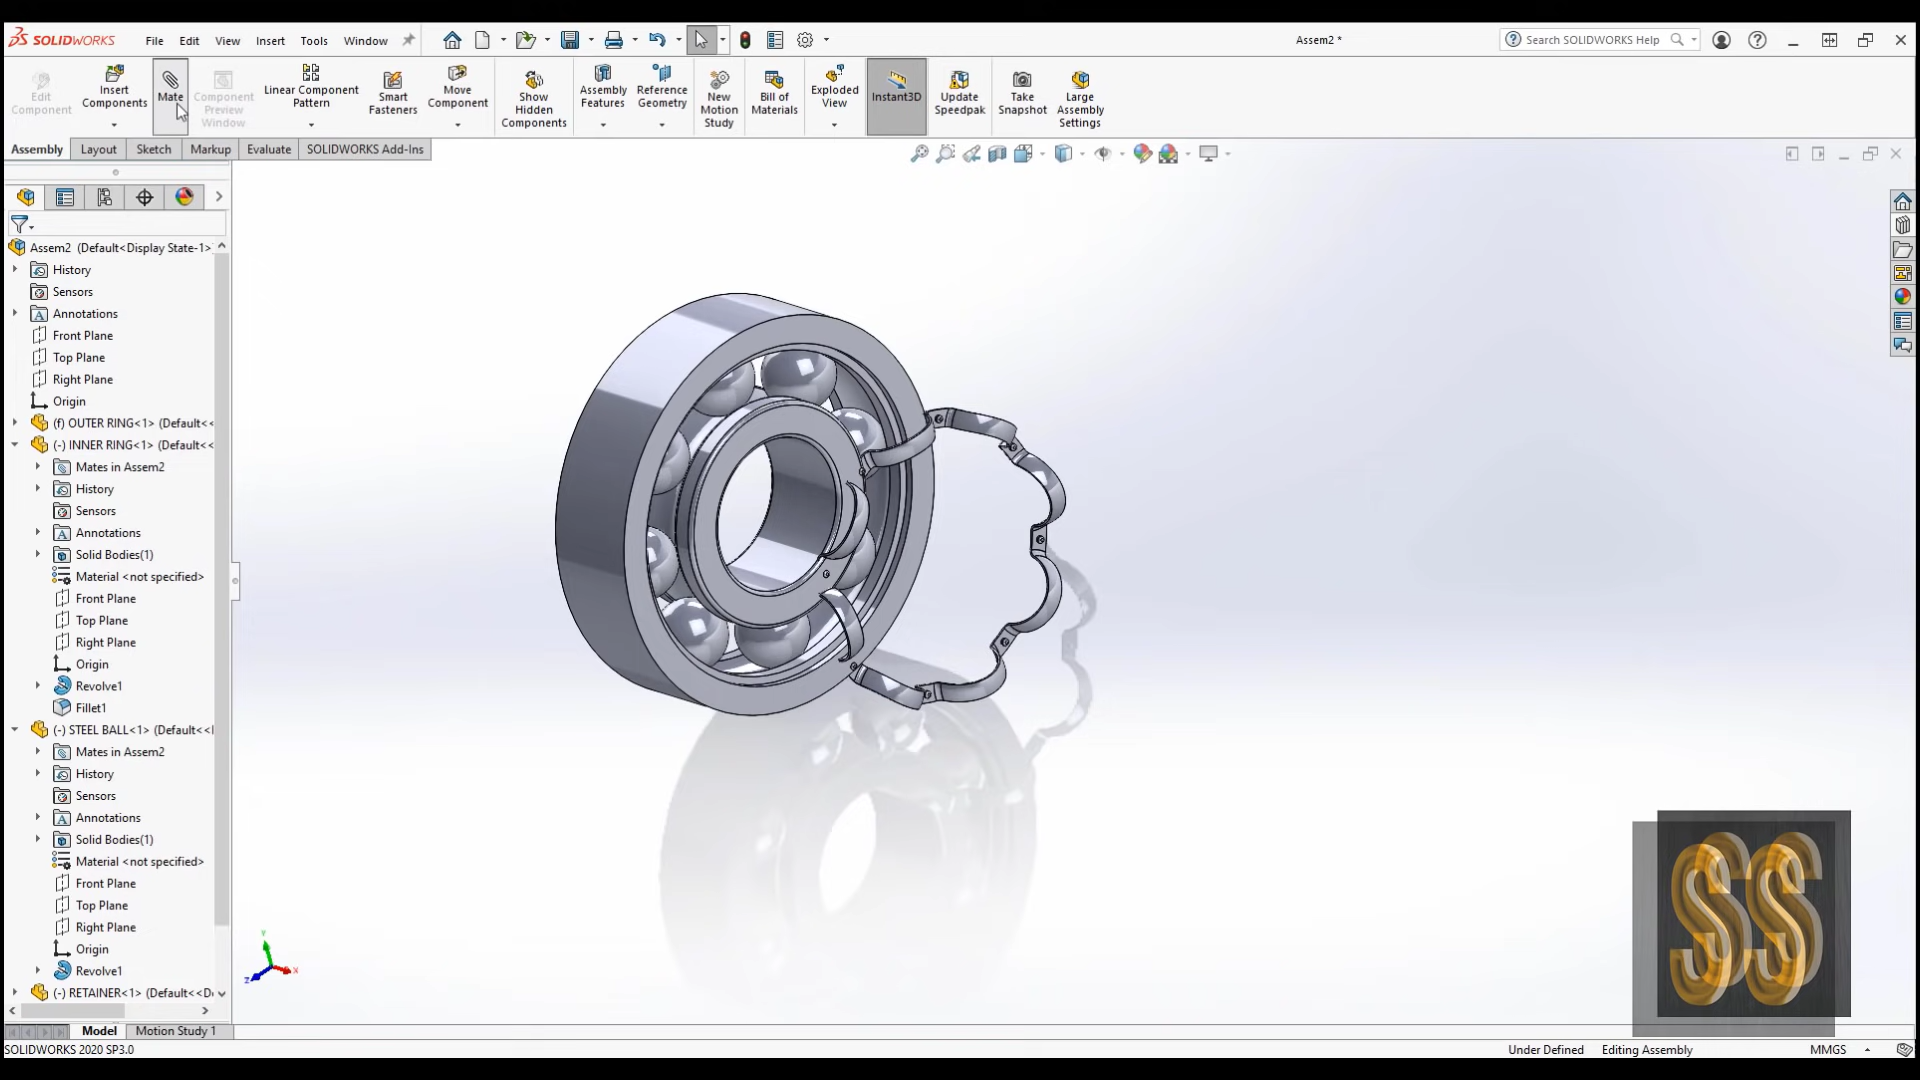 SOLIDWORKS File Edit View Insert Tools Window Assem2 * Search SOLIDWORKS Help
Edit Component
Insert Components
Mate
Component Preview Window
Linear Component Pattern
Smart Fasteners
Move Component
Show Hidden Components
Assembly Features
Reference Geometry
New Motion Study
Bill of Materials
Exploded View
Instant3D
Update Speedpak
Take Snapshot
Large Assembly Settings
Assembly Layout Sketch Markup Evaluate SOLIDWORKS Add-Ins
Assem2 (Default<Display State-1>
History
Sensors
Annotations
Front Plane
Top Plane
Right Plane
Origin
(f) OUTER RING<1> (Default<<
(-) INNER RING<1> (Default<<
Mates in Assem2
History
Sensors
Annotations
Solid Bodies(1)
Material <not specified>
Front Plane
Top Plane
Right Plane
Origin
Revolve1
Fillet1
(-) STEEL BALL<1> (Default<<
Mates in Assem2
History
Sensors
Annotations
Solid Bodies(1)
Material <not specified>
Front Plane
Top Plane
Right Plane
Origin
Revolve1
(-) RETAINER<1> (Default<<D
Y
X
Z
SS
Model Motion Study 1
SOLIDWORKS 2020 SP3.0 Under Defined Editing Assembly MMGS